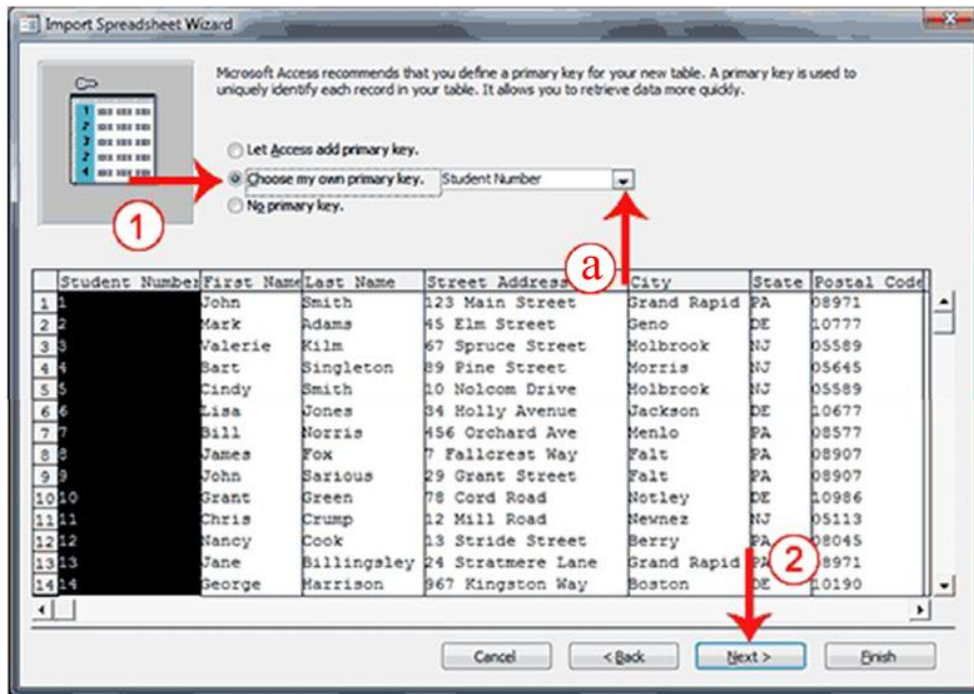 Import Spreadsheet Wizard
Microsoft Access recommends that you define a primary key for your new table. A primary key is used to
uniquely identify each record in your table. It allows you to retrieve data more quickly.
Let Access add primary key.
1 Choose my own primary key. Student Number
No primary key.
a
Student Number First Name Last Name Street Address City State Postal Code
1 1 John Smith 123 Main Street Grand Rapid PA 08971
2 2 Mark Adams 45 Elm Street Geno DE 10777
3 3 Valerie Kilm 67 Spruce Street Holbrook NJ 05589
4 4 Bart Singleton 89 Pine Street Morris NJ 05645
5 5 Cindy Smith 10 Nolcom Drive Holbrook NJ 05589
6 6 Lisa Jones 34 Holly Avenue Jackson DE 10677
7 7 Bill Norris 456 Orchard Ave Menlo PA 08577
8 8 James Fox 7 Fallcrest Way Falt PA 08907
9 9 John Sarious 29 Grant Street Falt PA 08907
10 10 Grant Green 78 Cord Road Notley DE 10986
11 11 Chris Crump 12 Mill Road Newnez NJ 05113
12 12 Nancy Cook 13 Stride Street Berry PA 08045
13 13 Jane Billingsley 24 Stratmere Lane Grand Rapid PA 08971
14 14 George Harrison 967 Kingston Way Boston DE 10190
2
Cancel < Back Next > Finish